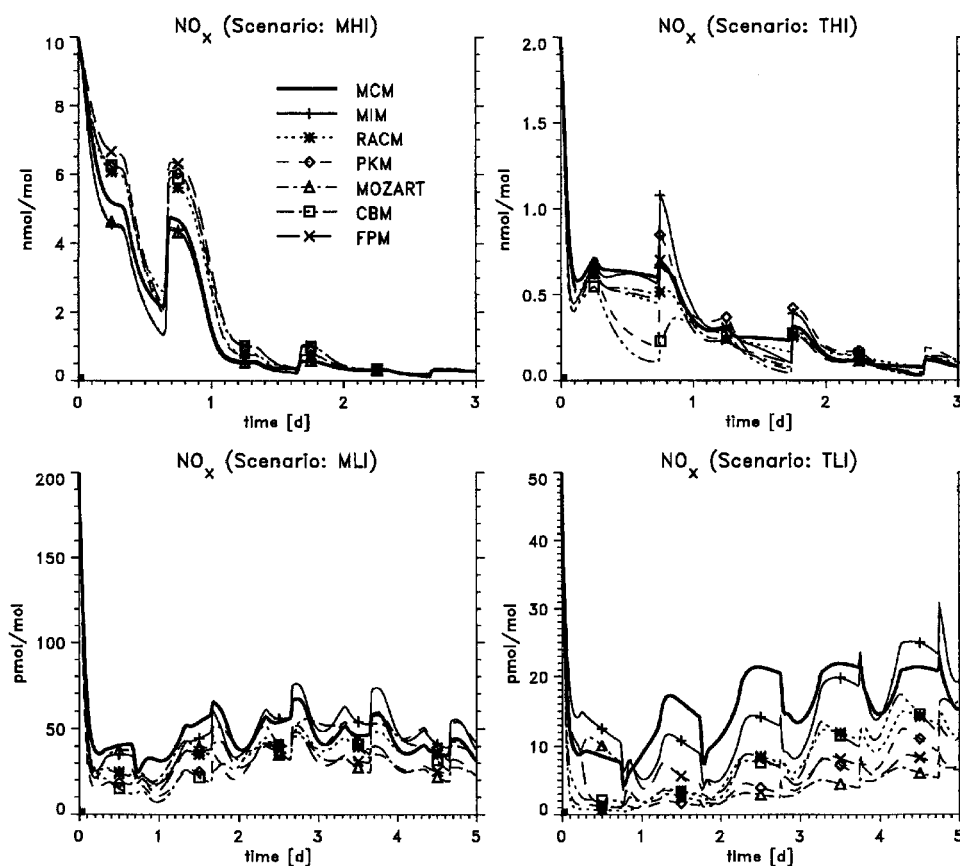 NOx (Scenario: MHI)
10
8
6
4
2
0
nmol/mol
0 1 2 3
time [d]
MCM
MIM
RACM
PKM
MOZART
CBM
FPM
NOx (Scenario: THI)
2.0
1.5
1.0
0.5
0.0
nmol/mol
0 1 2 3
time [d]
NOx (Scenario: MLI)
200
150
100
50
0
pmol/mol
0 1 2 3 4 5
time [d]
NOx (Scenario: TLI)
50
40
30
20
10
0
pmol/mol
0 1 2 3 4 5
time [d]